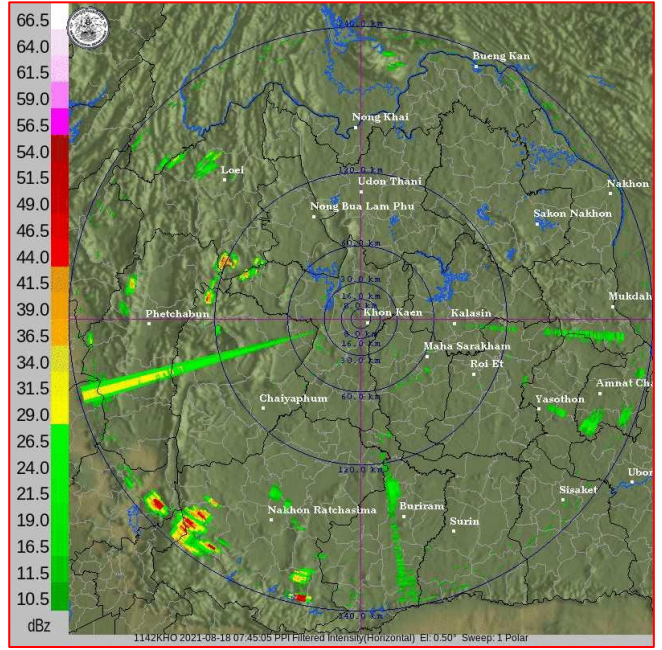 66.5
64.0
61.5
59.0
56.5
54.0
51.5
49.0
46.5
44.0
41.5
39.0
36.5
34.0
31.5
29.0
26.5
24.0
21.5
19.0
16.5
11.5
10.5
dBz
Bueng Kan
Nong Khai
Loei
Udon Thani
Nong Bua Lam Phu
Nakhon
Sakon Nakhon
Mukdah
Phetchabun
Khon Kaen
Kalasin
Maha Sarakham
Roi Et
Chaiyaphum
60.0 km
Yasothon
Amnat Cha
120.0 km
Ubor
Sisaket
Nakhon Ratchasima
Buriram
Surin
1142KHO 2021-08-18 07:45:05 PPI Filtered Intensity(Horizontal) El: 0.50° Sweep: 1 Polar